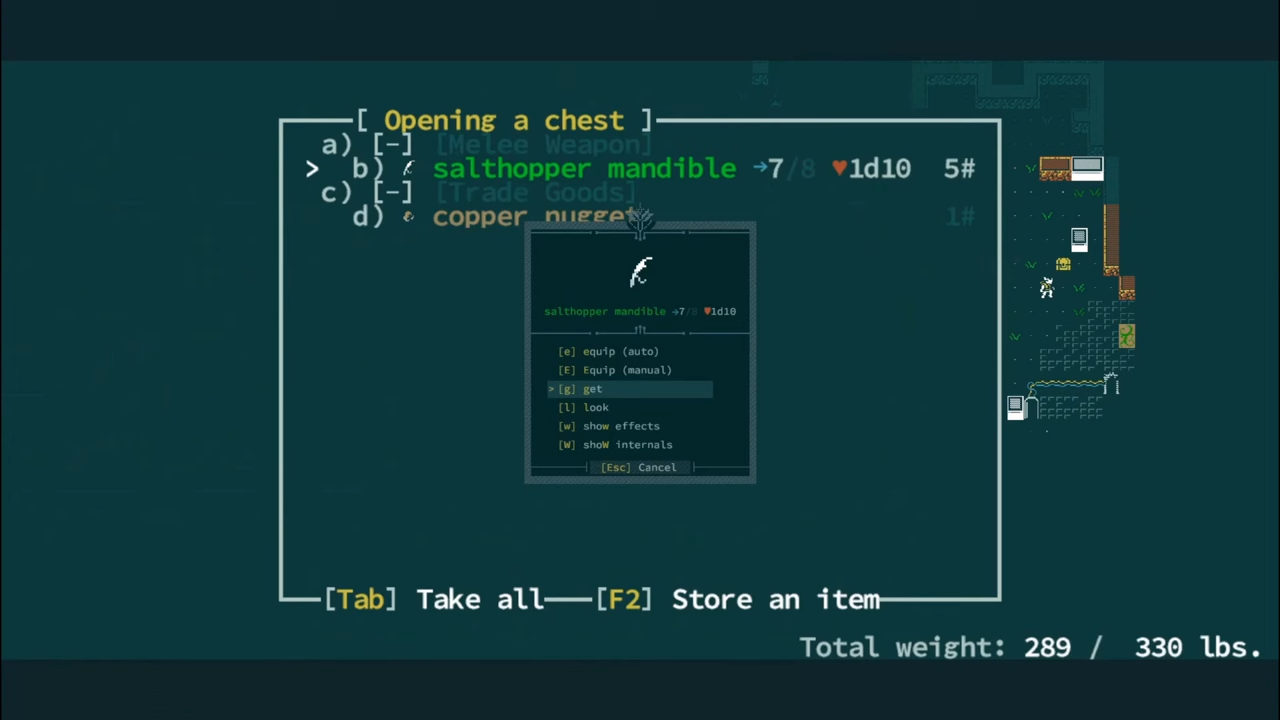 [ Opening a chest ]
a) [-] [Melee Weapon]
> b) salthopper mandible →7/8 ♥1d10 5#
c) [-] [Trade Goods]
d) copper nugget 1#
salthopper mandible →7/8 ♥1d10
[e] equip (auto)
[E] Equip (manual)
> [g] get
[l] look
[w] show effects
[W] shoW internals
[Esc] Cancel
[Tab] Take all [F2] Store an item
Total weight: 289 / 330 lbs.